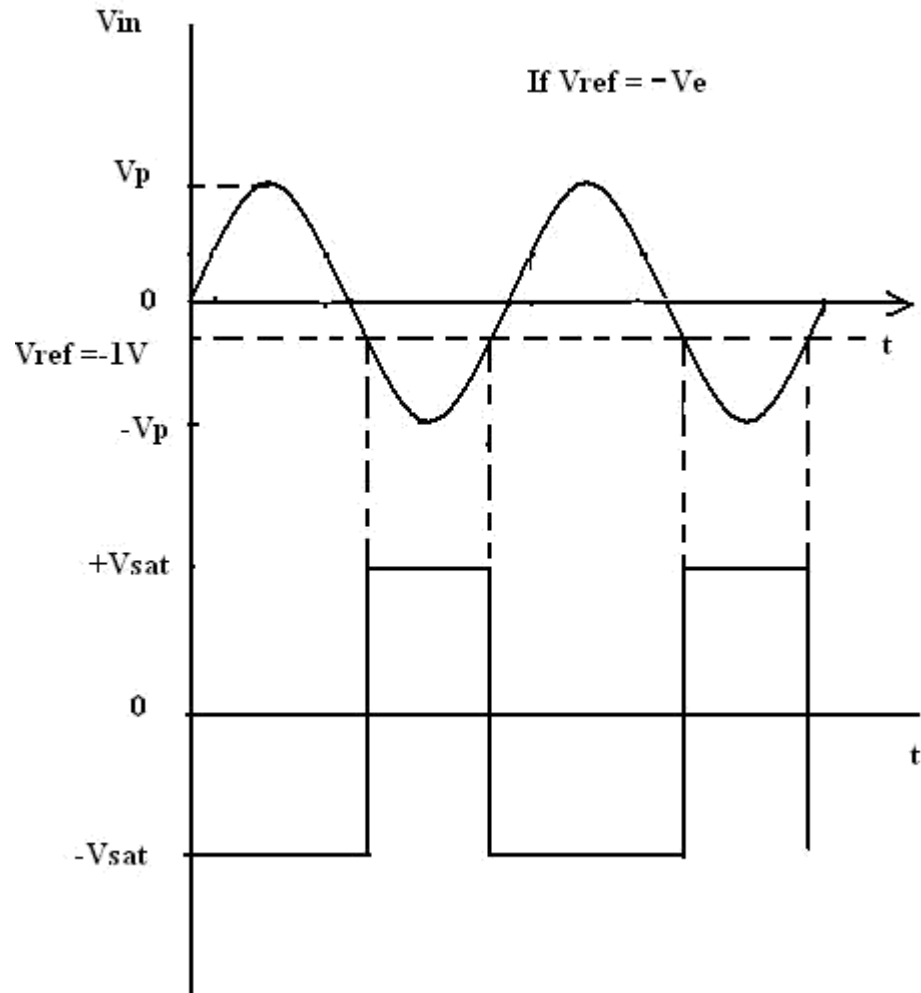 Vin
If Vref = -Ve
Vp
0
Vref =-1V
t
-Vp
+Vsat
0
t
-Vsat